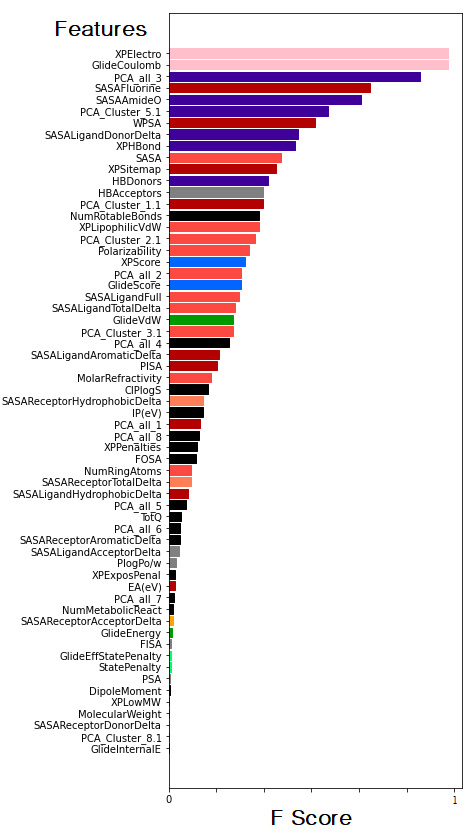 Features
XPElectro
GlideCoulomb
PCA_all_3
SASAFluorine
SASAAmideO
PCA_Cluster_5.1
WPSA
SASALigandDonorDelta
XPHBond
SASA
XPSitemap
HBDonors
HBAcceptors
PCA_Cluster_1.1
NumRotableBonds
XPLipophilicVdW
PCA_Cluster_2.1
Polarizability
XPScore
PCA_all_2
GlideScore
SASALigandFull
SASALigandTotalDelta
GlideVdW
PCA_Cluster_3.1
PCA_all_4
SASALigandAromaticDelta
PISA
MolarRefractivity
CIPlogS
SASAReceptorHydrophobicDelta
IP(eV)
PCA_all_1
PCA_all_8
XPPenalties
FOSA
NumRingAtoms
SASAReceptorTotalDelta
SASALigandHydrophobicDelta
PCA_all_5
TotQ
PCA_all_6
SASAReceptorAromaticDelta
SASALigandAcceptorDelta
PlogPo/w
XPExposPenal
EA(eV)
PCA_all_7
NumMetabolicReact
SASAReceptorAcceptorDelta
GlideEnergy
FISA
GlideEffStatePenalty
StatePenalty
PSA
DipoleMoment
XPLowMW
MolecularWeight
SASAReceptorDonorDelta
PCA_Cluster_8.1
GlideInternalE
0 1
F Score